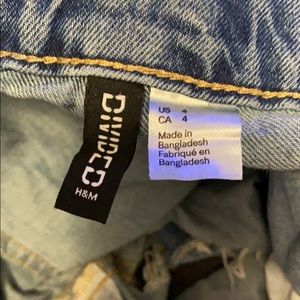 DIVIDED
H&M
US 4
CA 4
Made in
Bangladesh
Fabriqué en
Bangladesh